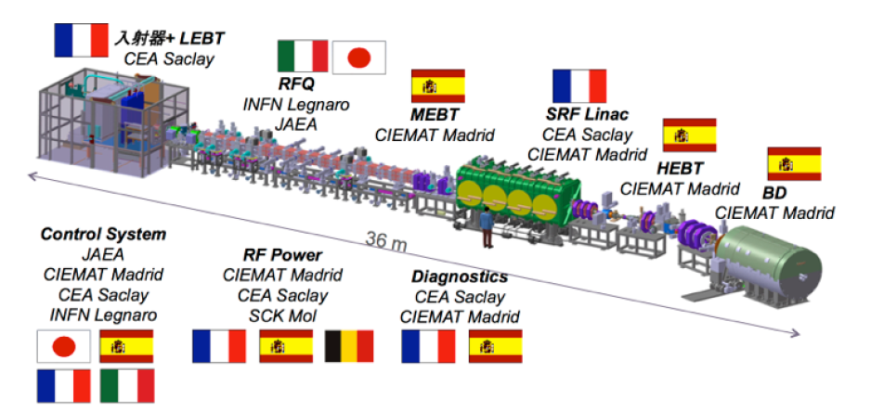 入射器+ LEBT
CEA Saclay
RFQ
INFN Legnaro
JAEA
MEBT
CIEMAT Madrid
SRF Linac
CEA Saclay
CIEMAT Madrid
HEBT
CIEMAT Madrid
BD
CIEMAT Madrid
36 m
Control System
JAEA
CIEMAT Madrid
CEA Saclay
INFN Legnaro
RF Power
CIEMAT Madrid
CEA Saclay
SCK Mol
Diagnostics
CEA Saclay
CIEMAT Madrid